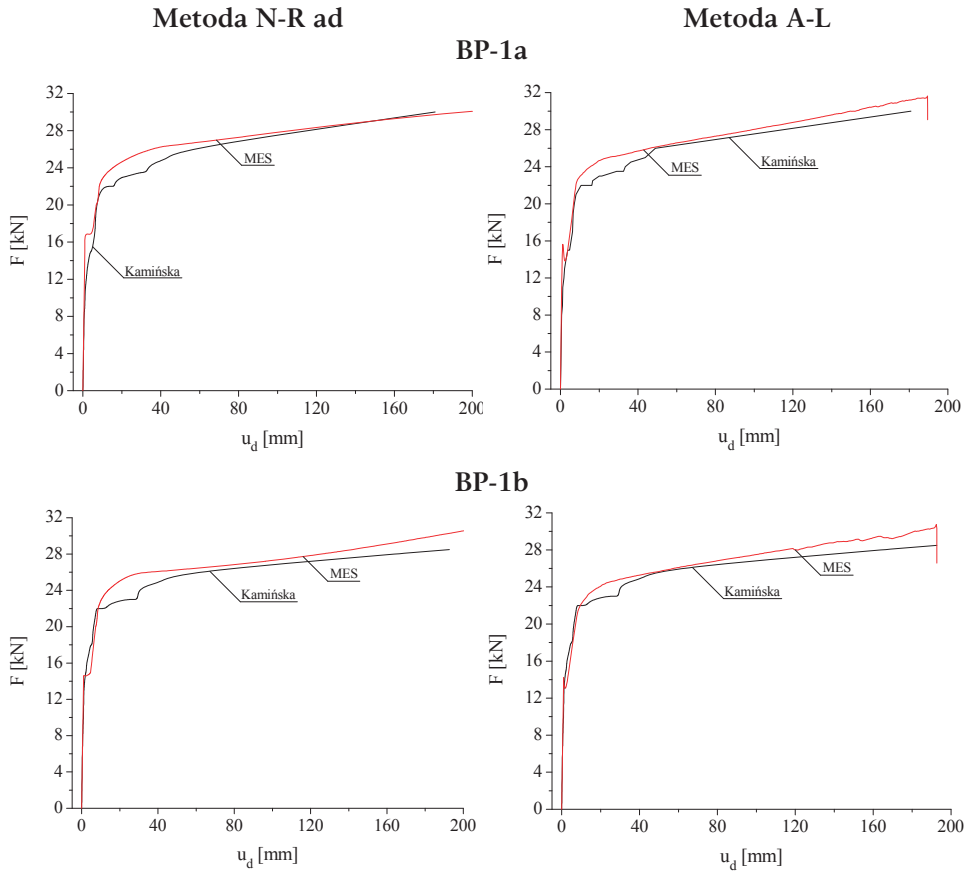 Metoda N-R ad
Metoda A-L
BP-1a
32
28
24
20
16
12
8
4
0
F [kN]
MES
Kamińska
0 40 80 120 160 200
u_d [mm]
32
28
24
20
16
12
8
4
0
F [kN]
MES
Kamińska
0 40 80 120 160 200
u_d [mm]
BP-1b
32
28
24
20
16
12
8
4
0
F [kN]
MES
Kamińska
0 40 80 120 160 200
u_d [mm]
32
28
24
20
16
12
8
4
0
F [kN]
MES
Kamińska
0 40 80 120 160 200
u_d [mm]